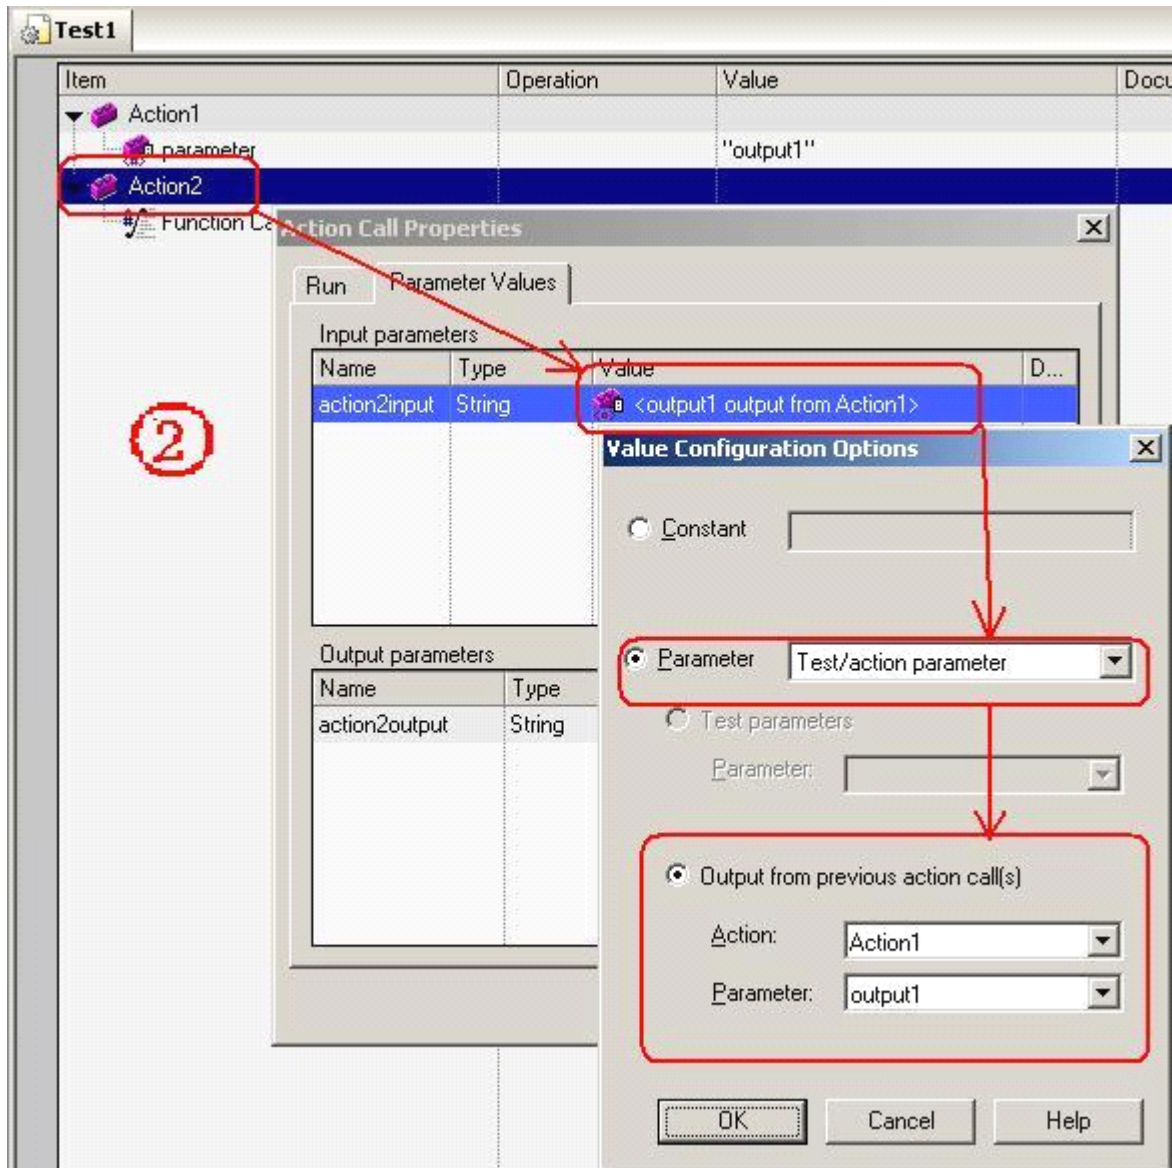 Test1
Item Operation Value Docu
Action1
parameter "output1"
Action2
Function Ca
Action Call Properties
Run Parameter Values
Input parameters
Name Type Value D...
action2input String <output1 output from Action1>
2
Value Configuration Options
Constant
Parameter Test/action parameter
Test parameters
Parameter:
Output parameters
Name Type
action2output String
Output from previous action call(s)
Action: Action1
Parameter: output1
OK Cancel Help